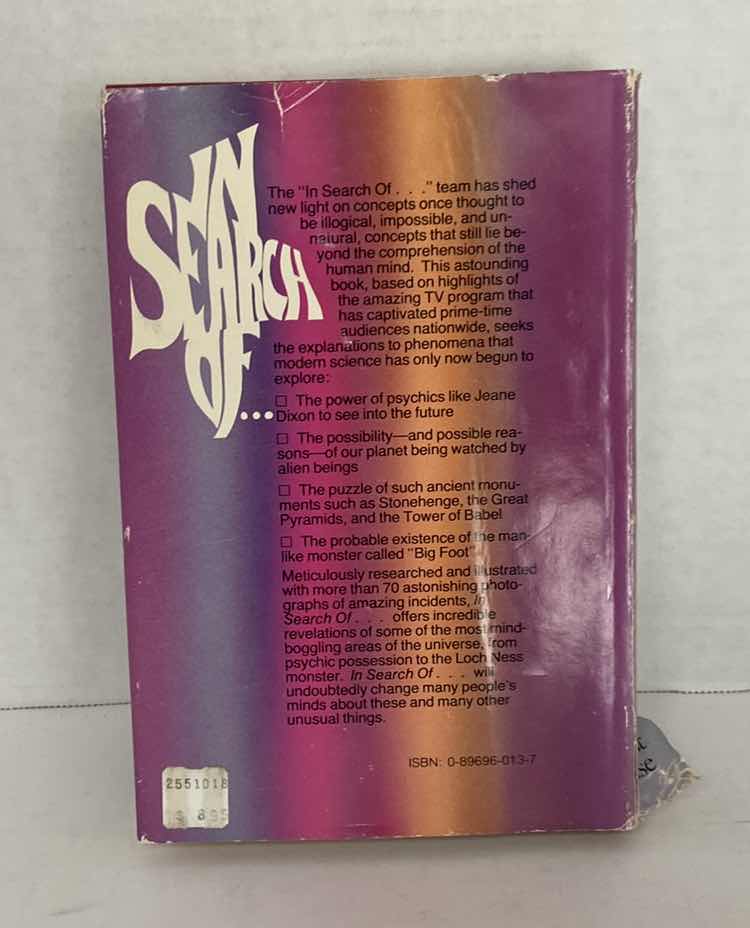 IN
SEARCH
OF...
The "In Search Of . . ." team has shed
new light on concepts once thought to
be illogical, impossible, and un-
natural, concepts that still lie be-
yond the comprehension of the
human mind. This astounding
book, based on highlights of
the amazing TV program that
has captivated prime-time
audiences nationwide, seeks
the explanations to phenomena that
modern science has only now begun to
explore:
□ The power of psychics like Jeane
Dixon to see into the future
□ The possibility—and possible rea-
sons—of our planet being watched by
alien beings
□ The puzzle of such ancient monu-
ments such as Stonehenge, the Great
Pyramids, and the Tower of Babel
□ The probable existence of the man-
like monster called "Big Foot"
Meticulously researched and illustrated
with more than 70 astonishing photo-
graphs of amazing incidents, In
Search Of . . . offers incredible
revelations of some of the most mind-
boggling areas of the universe, from
psychic possession to the Loch Ness
monster. In Search Of . . . will
undoubtedly change many people's
minds about these and many other
unusual things.
ISBN: 0-89696-013-7
2551018
895